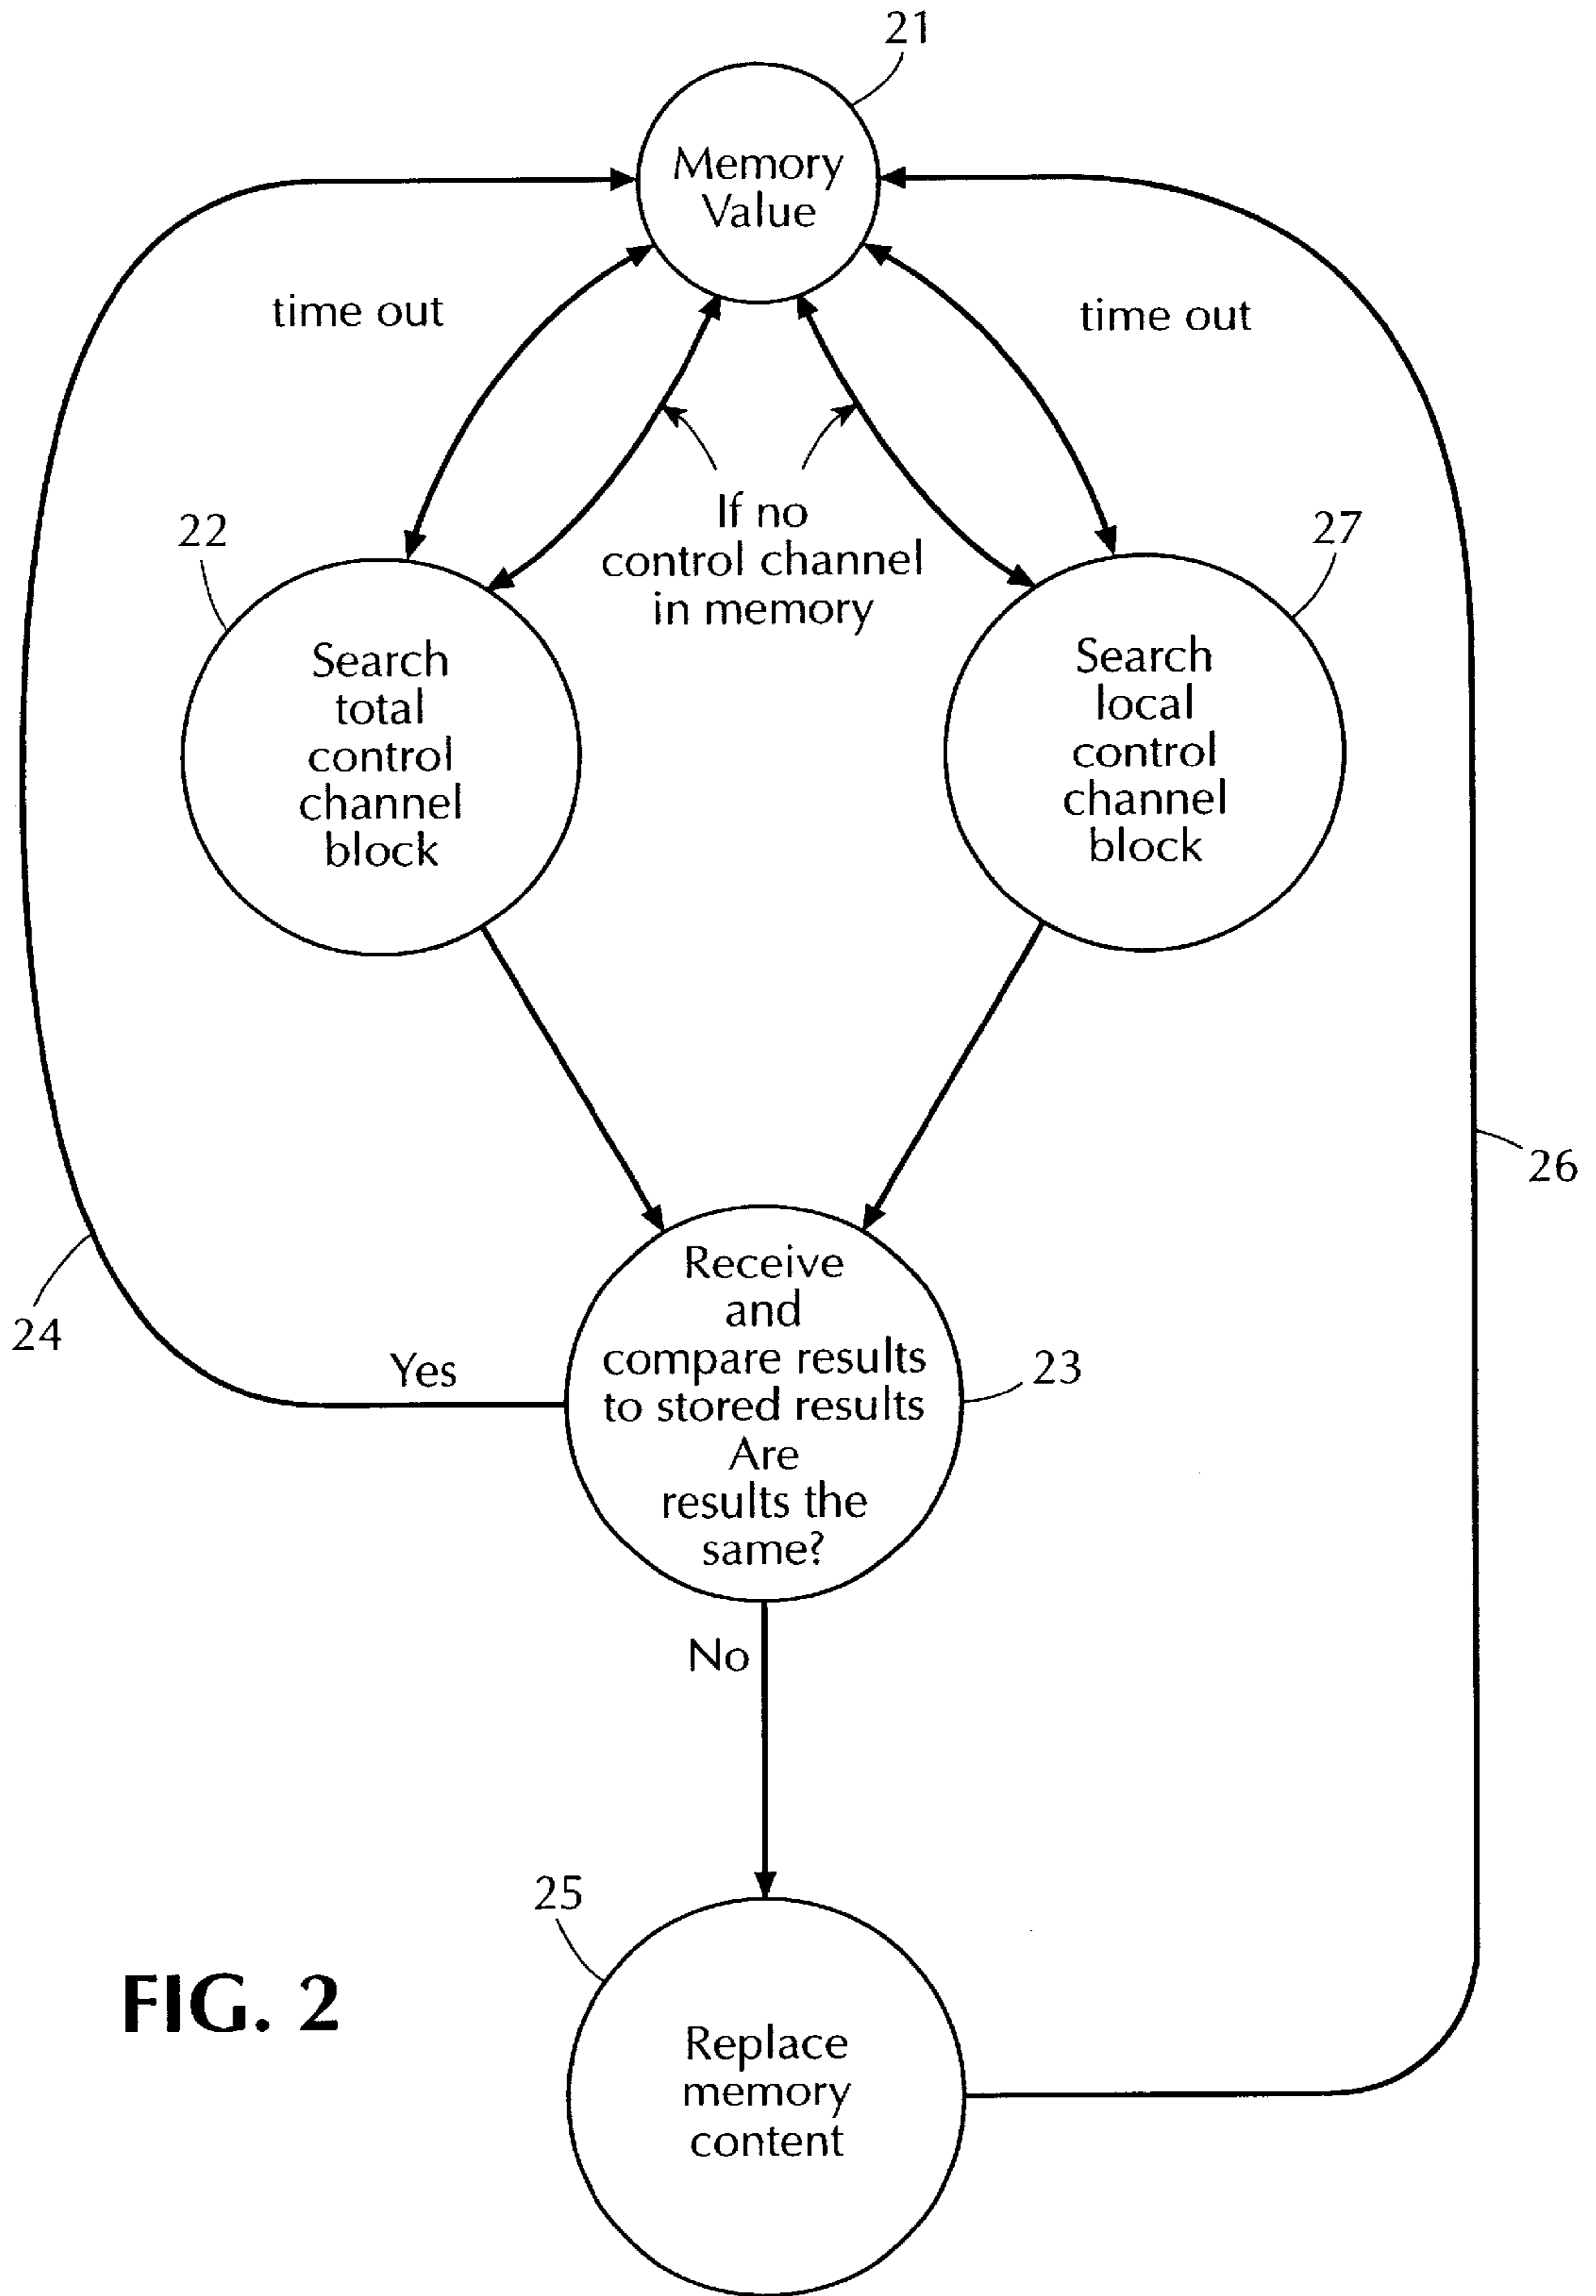 21
Memory
Value
time out
time out
If no
control channel
in memory
22
27
Search
total
control
channel
block
Search
local
control
channel
block
26
24
Yes
Receive
and
compare results
to stored results
Are
results the
same?
23
No
25
Replace
memory
content
FIG. 2